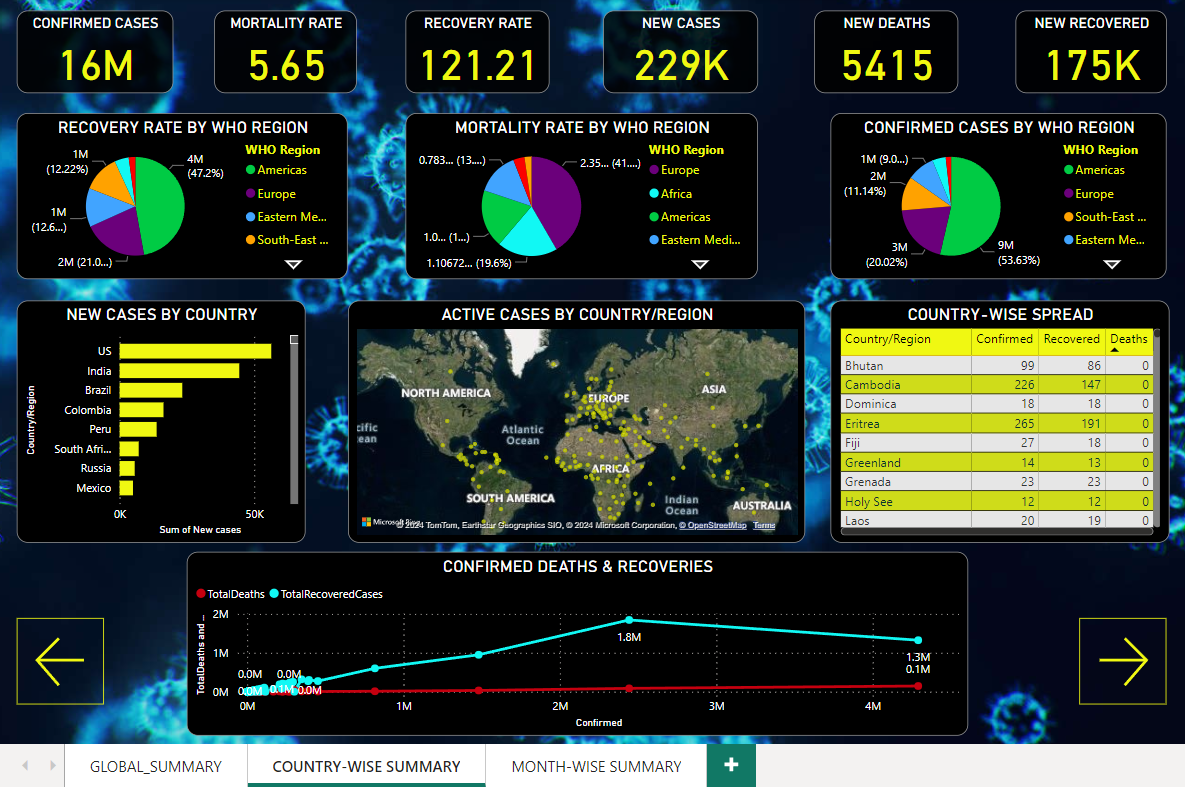 CONFIRMED CASES
16M
MORTALITY RATE
5.65
RECOVERY RATE
121.21
NEW CASES
229K
NEW DEATHS
5415
NEW RECOVERED
175K
RECOVERY RATE BY WHO REGION
1M
(12.22%)
4M
(47.2%)
1M
(12.6...)
2M (21.0...)
WHO Region
Americas
Europe
Eastern Me...
South-East ...
MORTALITY RATE BY WHO REGION
0.783... (13....)
2.35... (41....)
1.0... (1...)
1.10672... (19.6%)
WHO Region
Europe
Africa
Americas
Eastern Medi...
CONFIRMED CASES BY WHO REGION
1M (9.0...)
2M
(11.14%)
3M
(20.02%)
9M
(53.63%)
WHO Region
Americas
Europe
South-East ...
Eastern Me...
NEW CASES BY COUNTRY
Country/Region
US
India
Brazil
Colombia
Peru
South Afri...
Russia
Mexico
0K 50K
Sum of New cases
ACTIVE CASES BY COUNTRY/REGION
NORTH AMERICA
EUROPE
ASIA
cific
ean
Atlantic
Ocean
AFRICA
SOUTH AMERICA
Indian
Ocean
AUSTRALIA
Microsoft Bing
© 2024 TomTom, Earthstar Geographics SIO, © 2024 Microsoft Corporation, © OpenStreetMap Terms
COUNTRY-WISE SPREAD
Country/Region Confirmed Recovered Deaths
Bhutan 99 86 0
Cambodia 226 147 0
Dominica 18 18 0
Eritrea 265 191 0
Fiji 27 18 0
Greenland 14 13 0
Grenada 23 23 0
Holy See 12 12 0
Laos 20 19 0
CONFIRMED DEATHS & RECOVERIES
TotalDeaths TotalRecoveredCases
TotalDeaths and ...
2M
1M
0M
0.0M 0.0M
0.0M 0.1M 0.0M
1.8M
1.3M
0.1M
0M 1M 2M 3M 4M
Confirmed
GLOBAL_SUMMARY COUNTRY-WISE SUMMARY MONTH-WISE SUMMARY